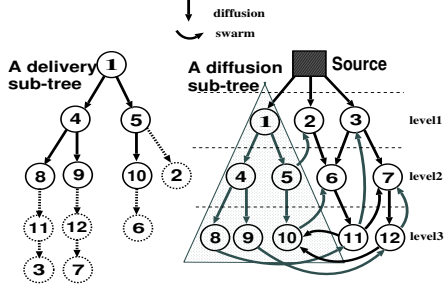 diffusion
swarm
A delivery
sub-tree
1
4
5
8
9
10
2
11
12
6
3
7
A diffusion
sub-tree
Source
1
2
3
level1
4
5
6
7
level2
8
9
10
11
12
level3